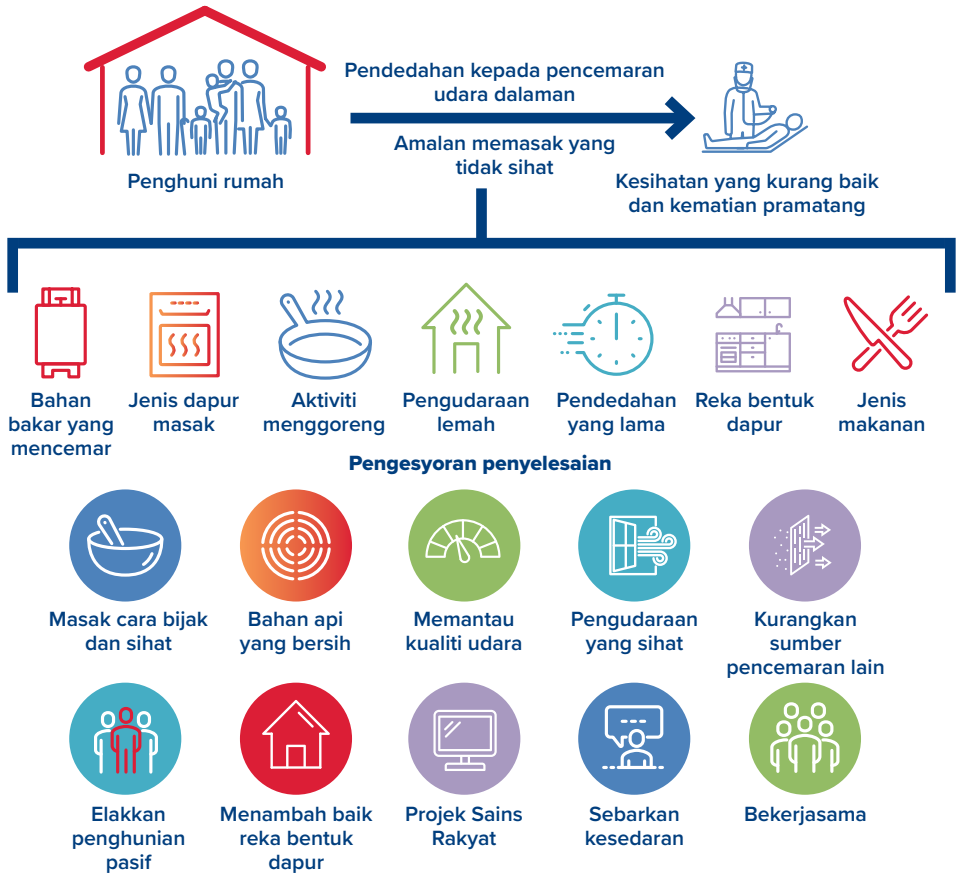 Pendedahan kepada pencemaran
udara dalaman
Amalan memasak yang
tidak sihat
Penghuni rumah
Kesihatan yang kurang baik
dan kematian pramatang
Bahan
bakar yang
mencemar
Jenis dapur
masak
Aktiviti
menggoreng
Pengudaraan
lemah
Pendedahan
yang lama
Reka bentuk
dapur
Jenis
makanan
Pengesyoran penyelesaian
Masak cara bijak
dan sihat
Bahan api
yang bersih
Memantau
kualiti udara
Pengudaraan
yang sihat
Kurangkan
sumber
pencemaran lain
Elakkan
penghunian
pasif
Menambah baik
reka bentuk
dapur
Projek Sains
Rakyat
Sebarkan
kesedaran
Bekerjasama